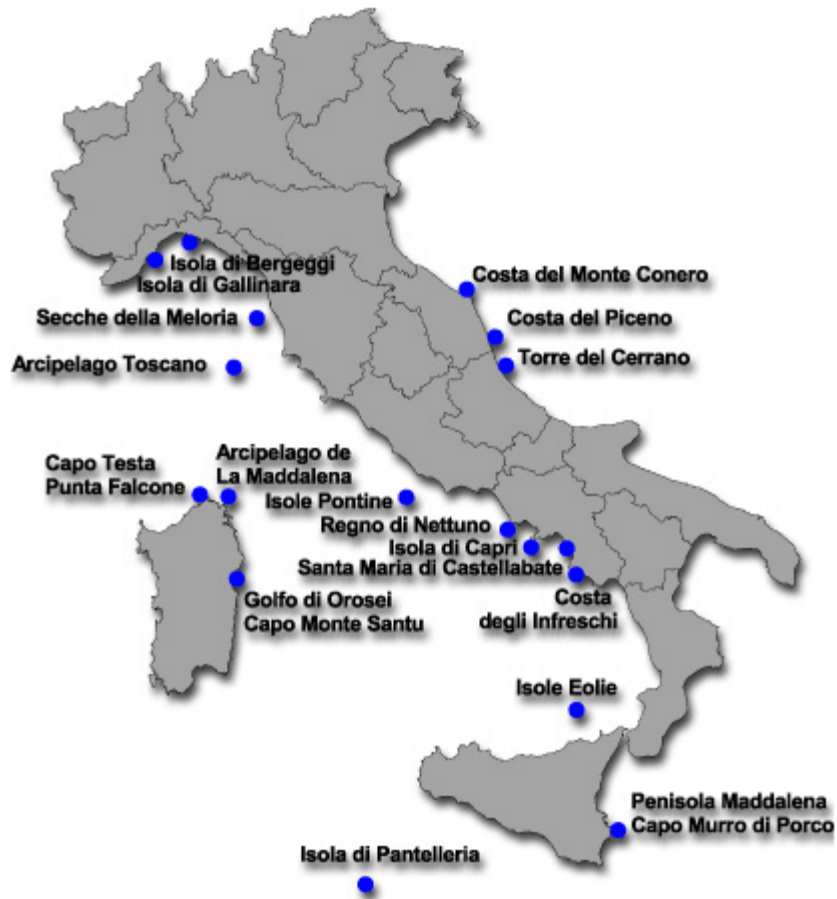 Isola di Bergeggi
Isola di Gallinara
Costa del Monte Conero
Secche della Meloria
Costa del Piceno
Torre del Cerrano
Arcipelago Toscano
Capo Testa
Punta Falcone
Arcipelago de
La Maddalena
Isole Pontine
Regno di Nettuno
Isola di Capri
Santa Maria di Castellabate
Costa
degli Infreschi
Golfo di Orosei
Capo Monte Santu
Isole Eolie
Penisola Maddalena
Capo Murro di Porco
Isola di Pantelleria